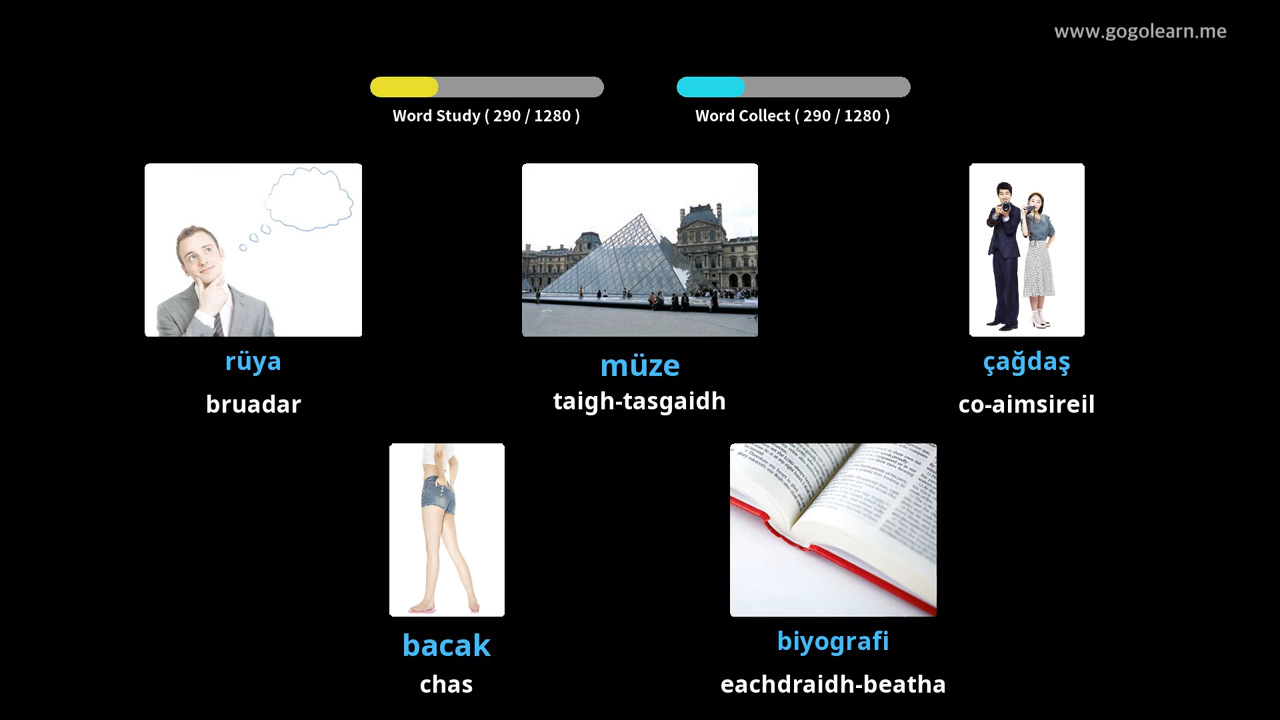 www.gogolearn.me
Word Study ( 290 / 1280 )
Word Collect ( 290 / 1280 )
rüya
müze
çağdaş
bruadar
taigh-tasgaidh
co-aimsireil
bacak
biyografi
chas
eachdraidh-beatha